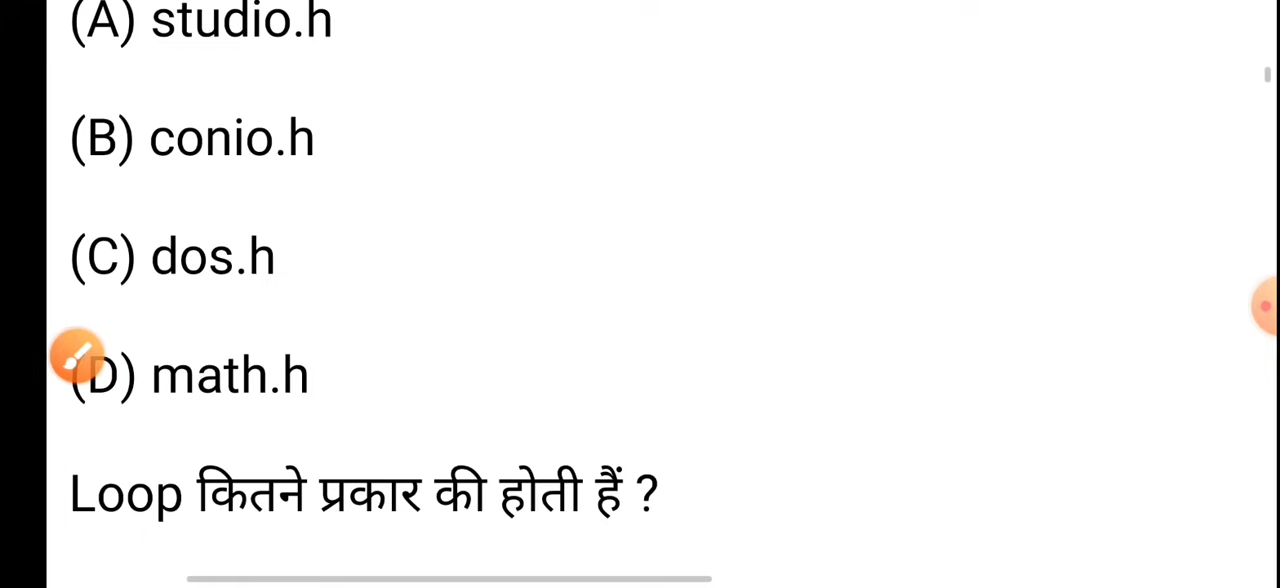 (A) studio.h
(B) conio.h
(C) dos.h
(D) math.h
Loop कितने प्रकार की होती हैं ?